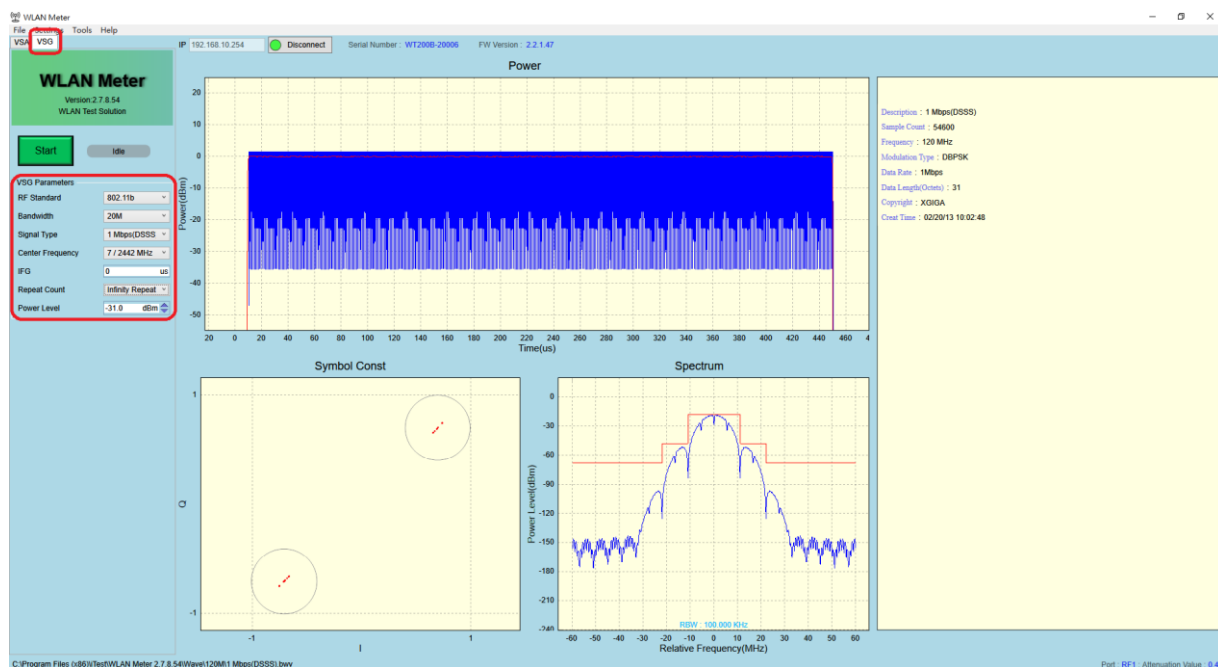 WLAN Meter
File Settings Tools Help
VSA VSG
IP 192.168.10.254 Disconnect Serial Number : WT200B-20006 FW Version : 2.2.1.47
WLAN Meter
Version:2.7.8.54
WLAN Test Solution
Start Idle
VSG Parameters
RF Standard 802.11b
Bandwidth 20M
Signal Type 1 Mbps(DSSS
Center Frequency 7 / 2442 MHz
IFG 0 us
Repeat Count Infinity Repeat
Power Level -31.0 dBm
Power
Power(dBm)
20
10
0
-10
-20
-30
-40
-50
20 0 20 40 60 80 100 120 140 160 180 200 220 240 260 280 300 320 340 360 380 400 420 440 460 4
Time(us)
Description : 1 Mbps(DSSS)
Sample Count : 54600
Frequency : 120 MHz
Modulation Type : DBPSK
Data Rate : 1Mbps
Data Length(Octets) : 31
Copyright : XGIGA
Creat Time : 02/20/13 10:02:48
Symbol Const
1
Q
-1
-1 1
I
Spectrum
Power Level(dBm)
0
-30
-60
-90
-120
-150
-180
-210
-240
RBW : 100.000 KHz
-60 -50 -40 -30 -20 -10 0 10 20 30 40 50 60
Relative Frequency(MHz)
C:\Program Files (x86)\iTest\WLAN Meter 2.7.8.54\Wave\120M\1 Mbps(DSSS).bwv
Port : RF1 : Attenuation Value : 0.4